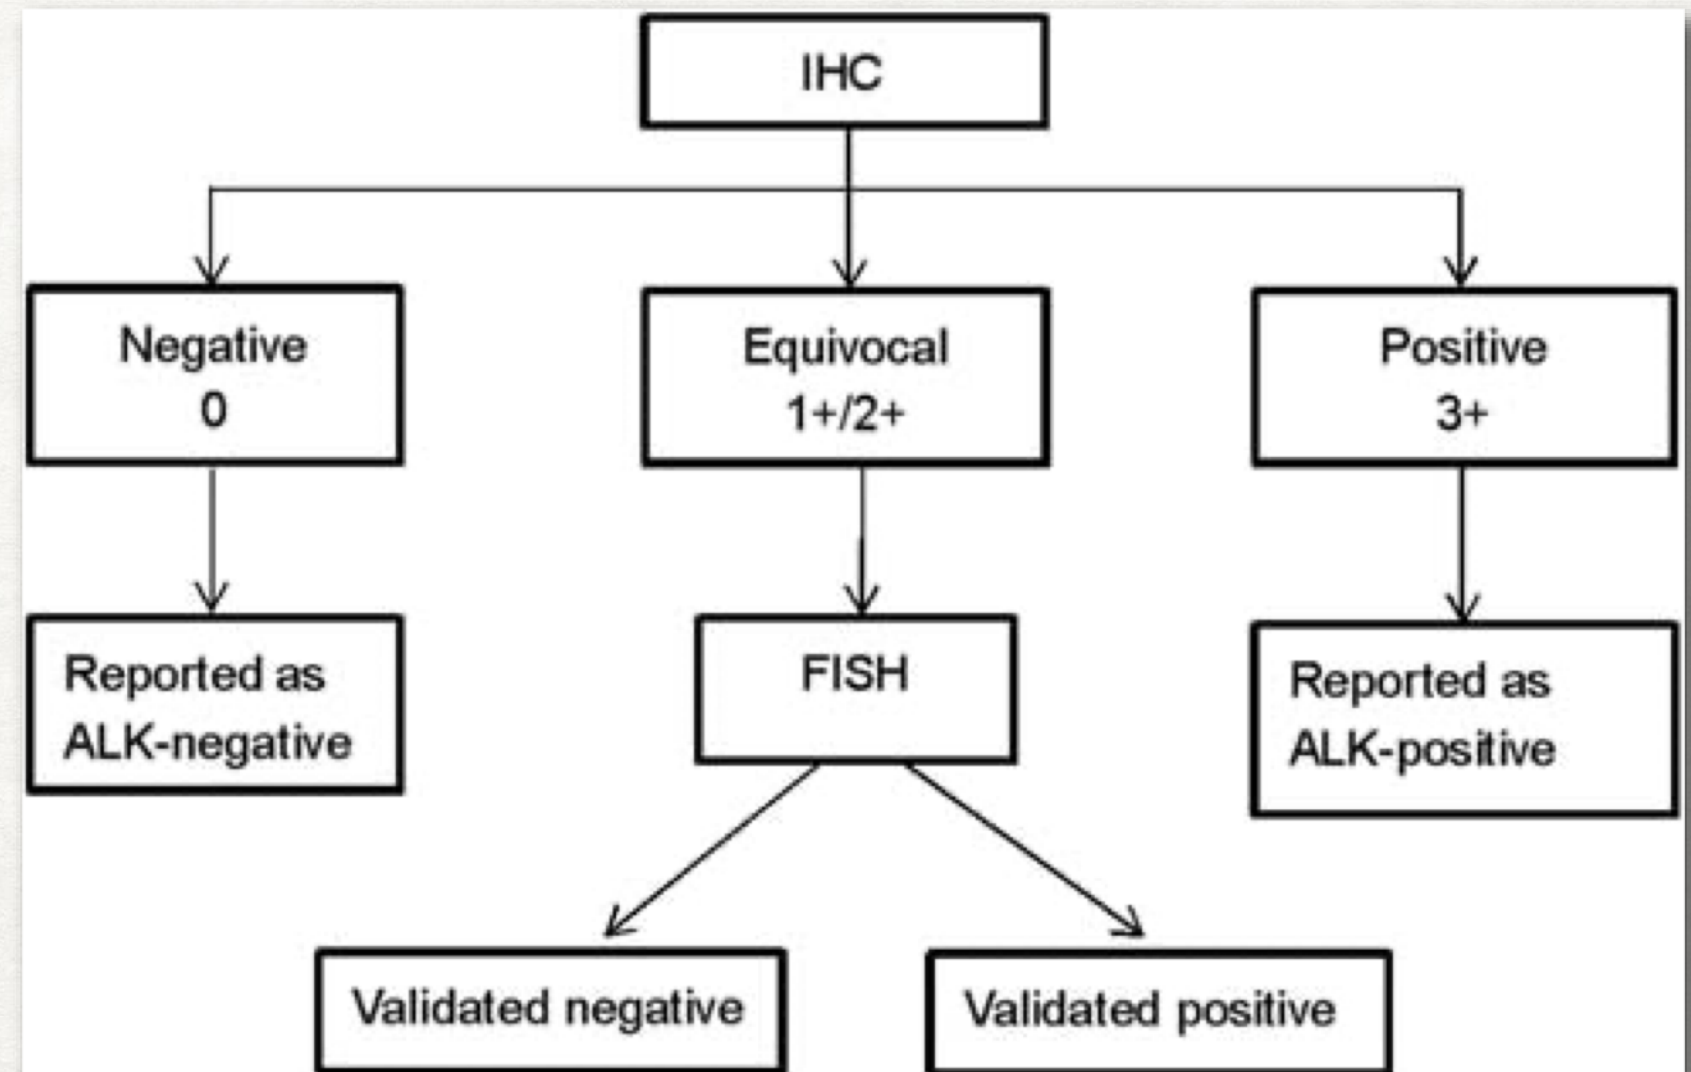 IHC
Negative
0
Equivocal
1+/2+
Positive
3+
Reported as
ALK-negative
FISH
Reported as
ALK-positive
Validated negative
Validated positive